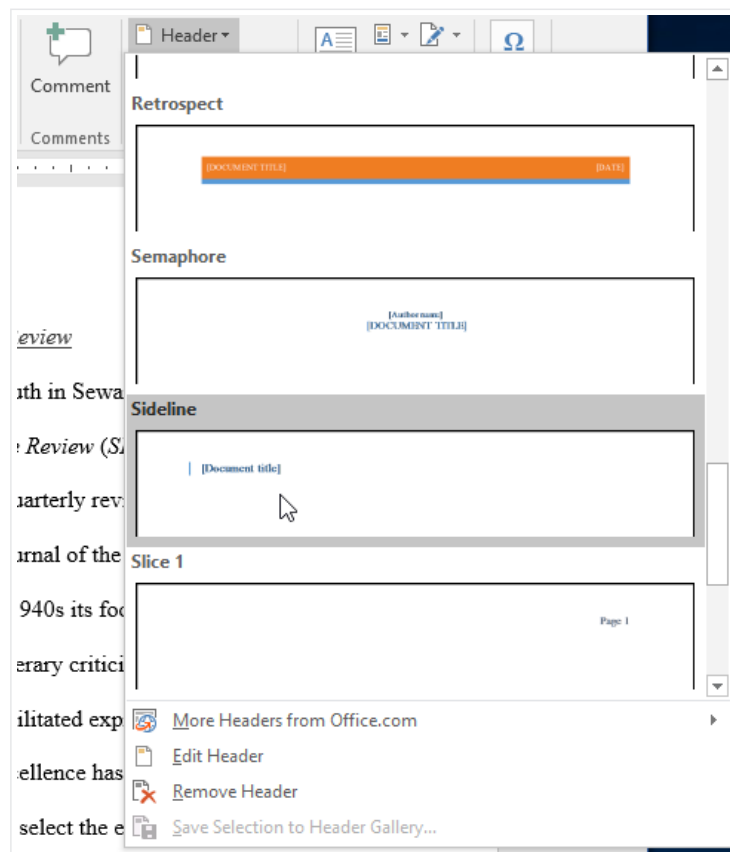 Header
Comment
Comments
Retrospect
[DOCUMENT TITLE] [DATE]
Semaphore
[Author name]
[DOCUMENT TITLE]
eview
uth in Sewa
Sideline
Review (S
[Document title]
uarterly rev
urnal of the
Slice 1
940s its foc
Page 1
erary critici
ilitated exp
More Headers from Office.com
Edit Header
ellence has
Remove Header
select the e
Save Selection to Header Gallery...